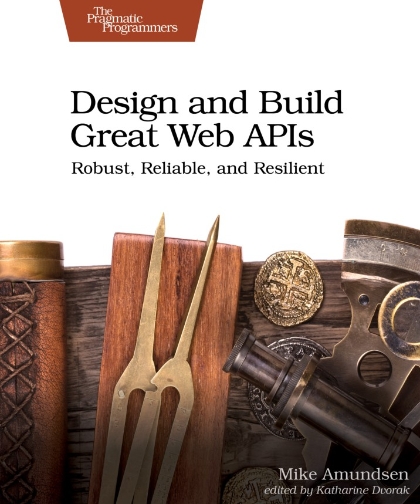 The
Pragmatic
Programmers
Design and Build
Great Web APIs
Robust, Reliable, and Resilient
Mike Amundsen
edited by Katharine Dvorak